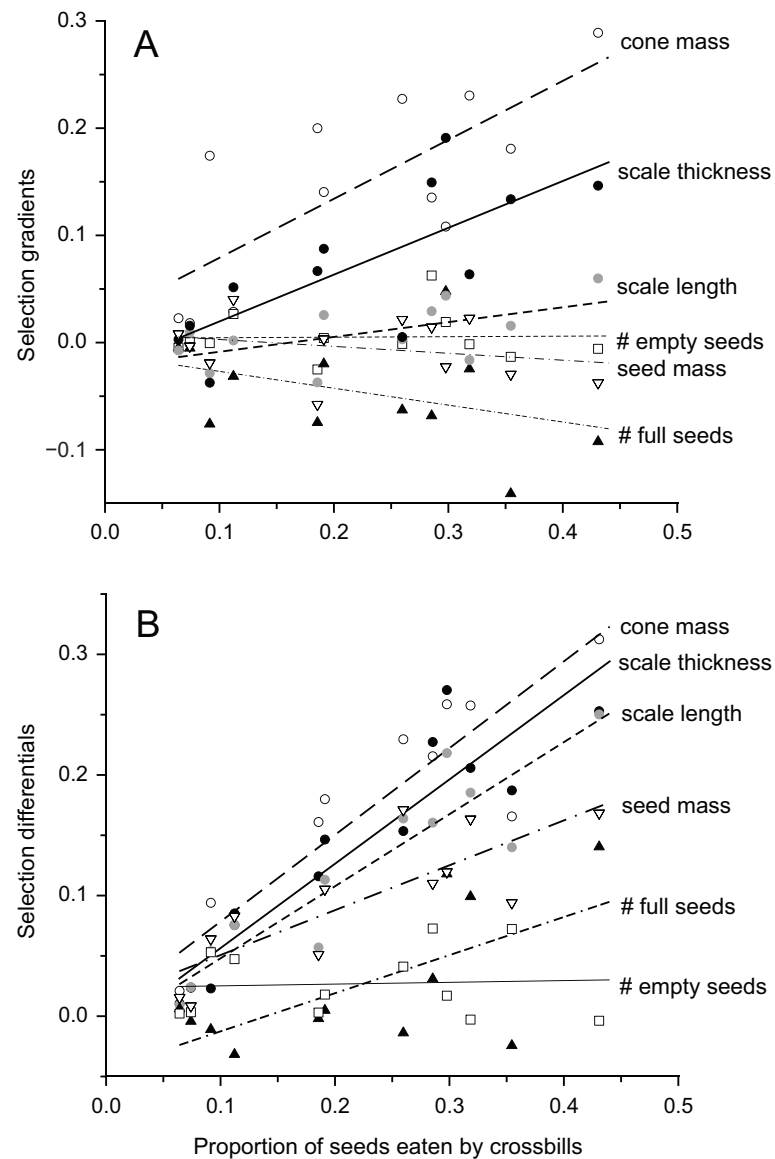 A
0.3
0.2
0.1
0.0
−0.1
Selection gradients
cone mass
scale thickness
scale length
# empty seeds
seed mass
# full seeds
0.0 0.1 0.2 0.3 0.4 0.5
B
0.3
0.2
0.1
0.0
Selection differentials
cone mass
scale thickness
scale length
seed mass
# full seeds
# empty seeds
0.0 0.1 0.2 0.3 0.4 0.5
Proportion of seeds eaten by crossbills